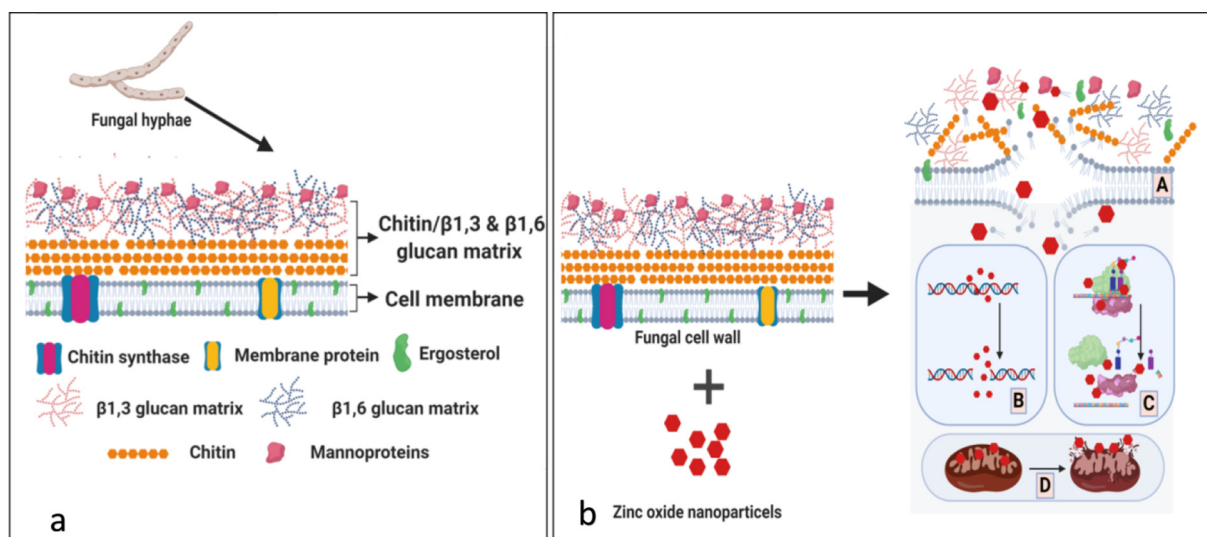 Fungal hyphae
Chitin/β1,3 & β1,6
glucan matrix
Cell membrane
Chitin synthase
Membrane protein
Ergosterol
β1,3 glucan matrix
β1,6 glucan matrix
Chitin
Mannoproteins
a
Fungal cell wall
+
Zinc oxide nanoparticels
b
A
B
C
D